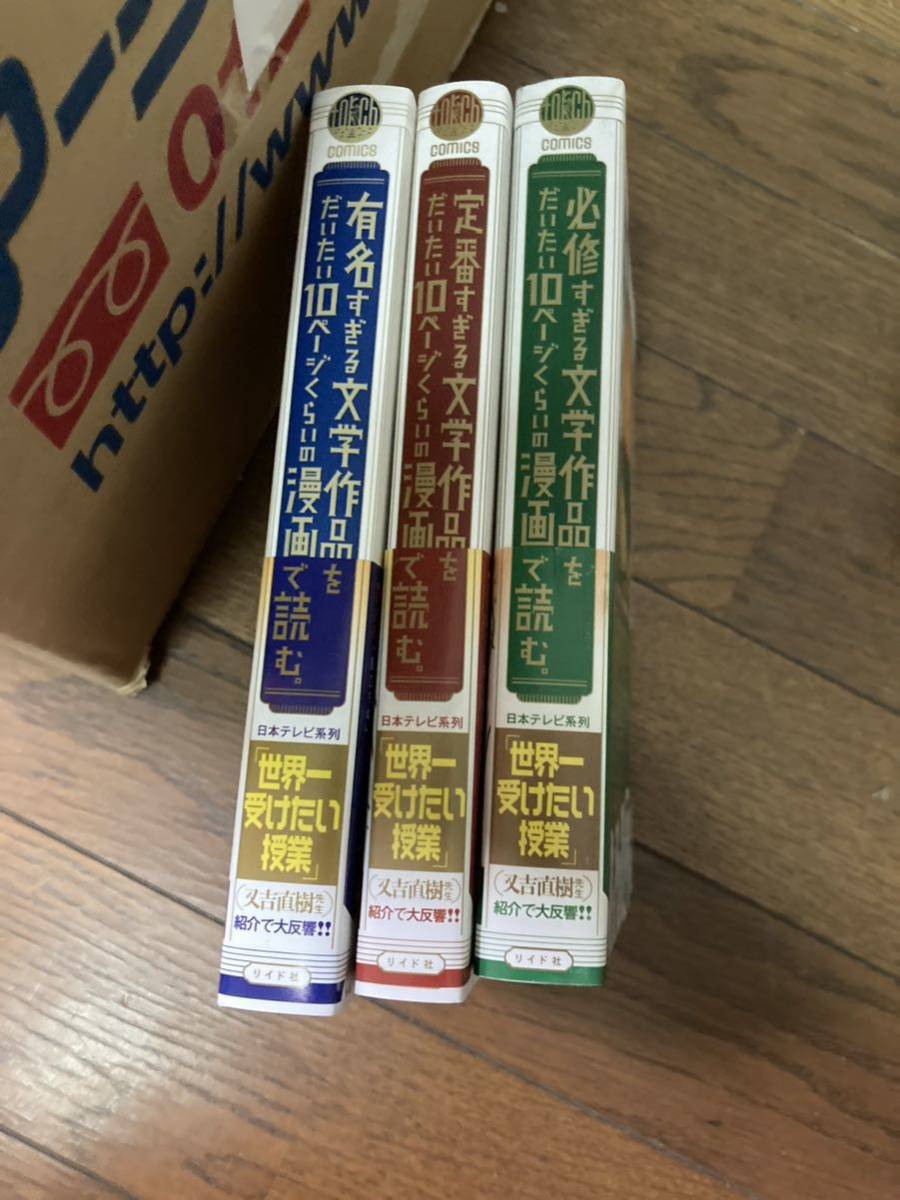 http://www
torch
COMICS
有名すぎる文学作品を
だいたい10ページくらいの漫画で読む。
日本テレビ系列
「世界一
受けたい
授業」
又吉直樹先生
紹介で大反響!!
リイド社
torch
COMICS
定番すぎる文学作品を
だいたい10ページくらいの漫画で読む。
日本テレビ系列
「世界一
受けたい
授業」
又吉直樹先生
紹介で大反響!!
リイド社
torch
COMICS
必修すぎる文学作品を
だいたい10ページくらいの漫画で読む。
日本テレビ系列
「世界一
受けたい
授業」
又吉直樹先生
紹介で大反響!!
リイド社